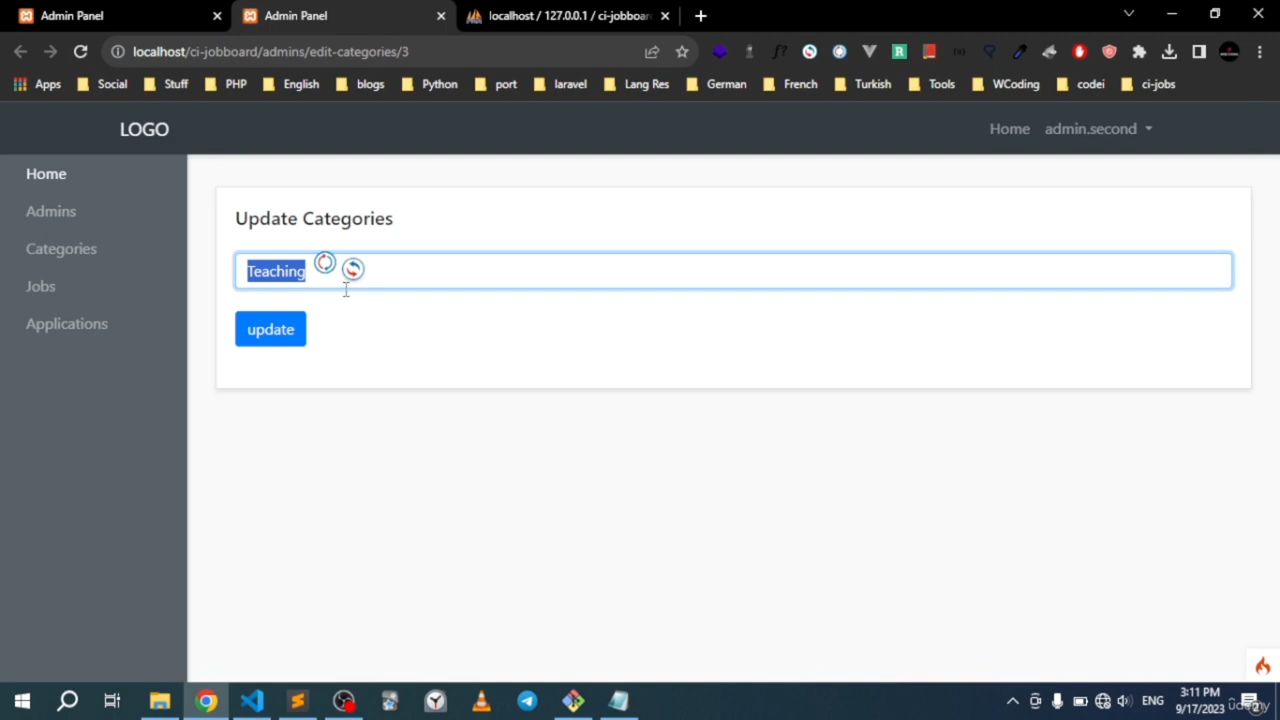 Admin Panel
Admin Panel
localhost / 127.0.0.1 / ci-jobboar
localhost/ci-jobboard/admins/edit-categories/3
Apps
Social
Stuff
PHP
English
blogs
Python
port
laravel
Lang Res
German
French
Turkish
Tools
WCoding
codei
ci-jobs
LOGO
Home
admin.second
Home
Admins
Categories
Jobs
Applications
Update Categories
Teaching
update
ENG
3:11 PM
9/17/2023
udemy